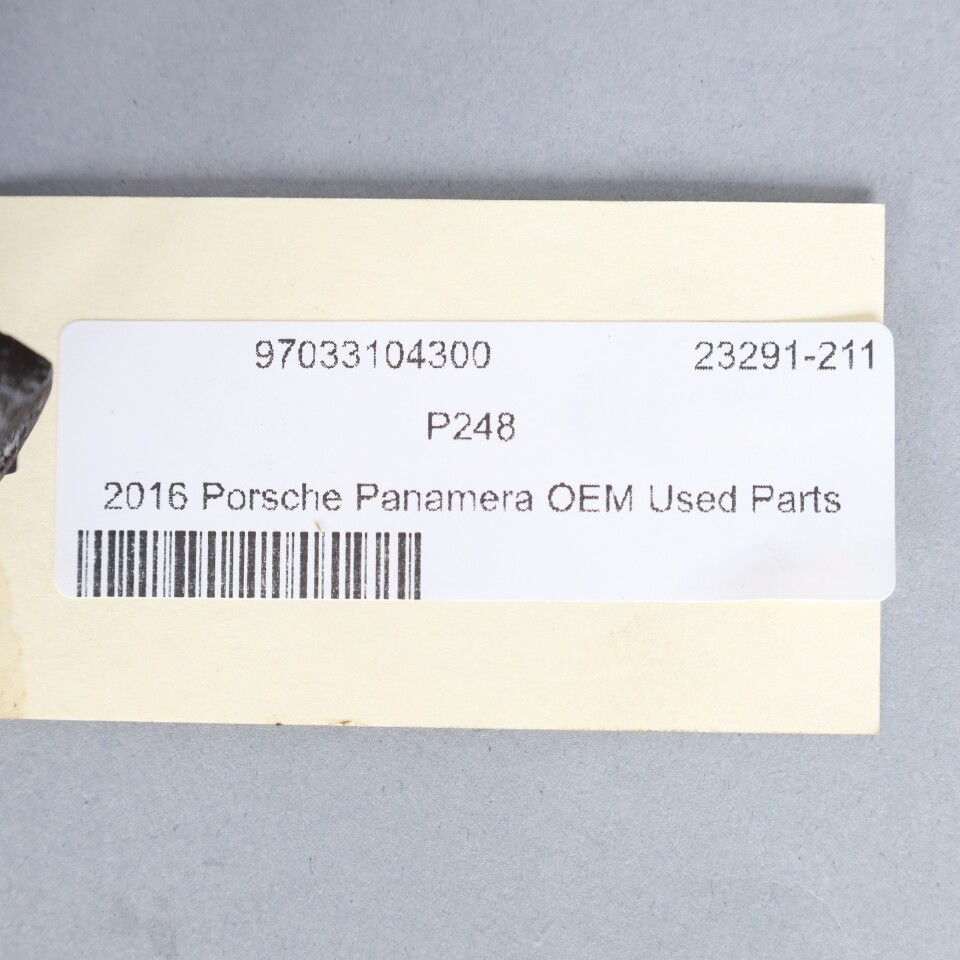 97033104300 23291-211
P248
2016 Porsche Panamera OEM Used Parts